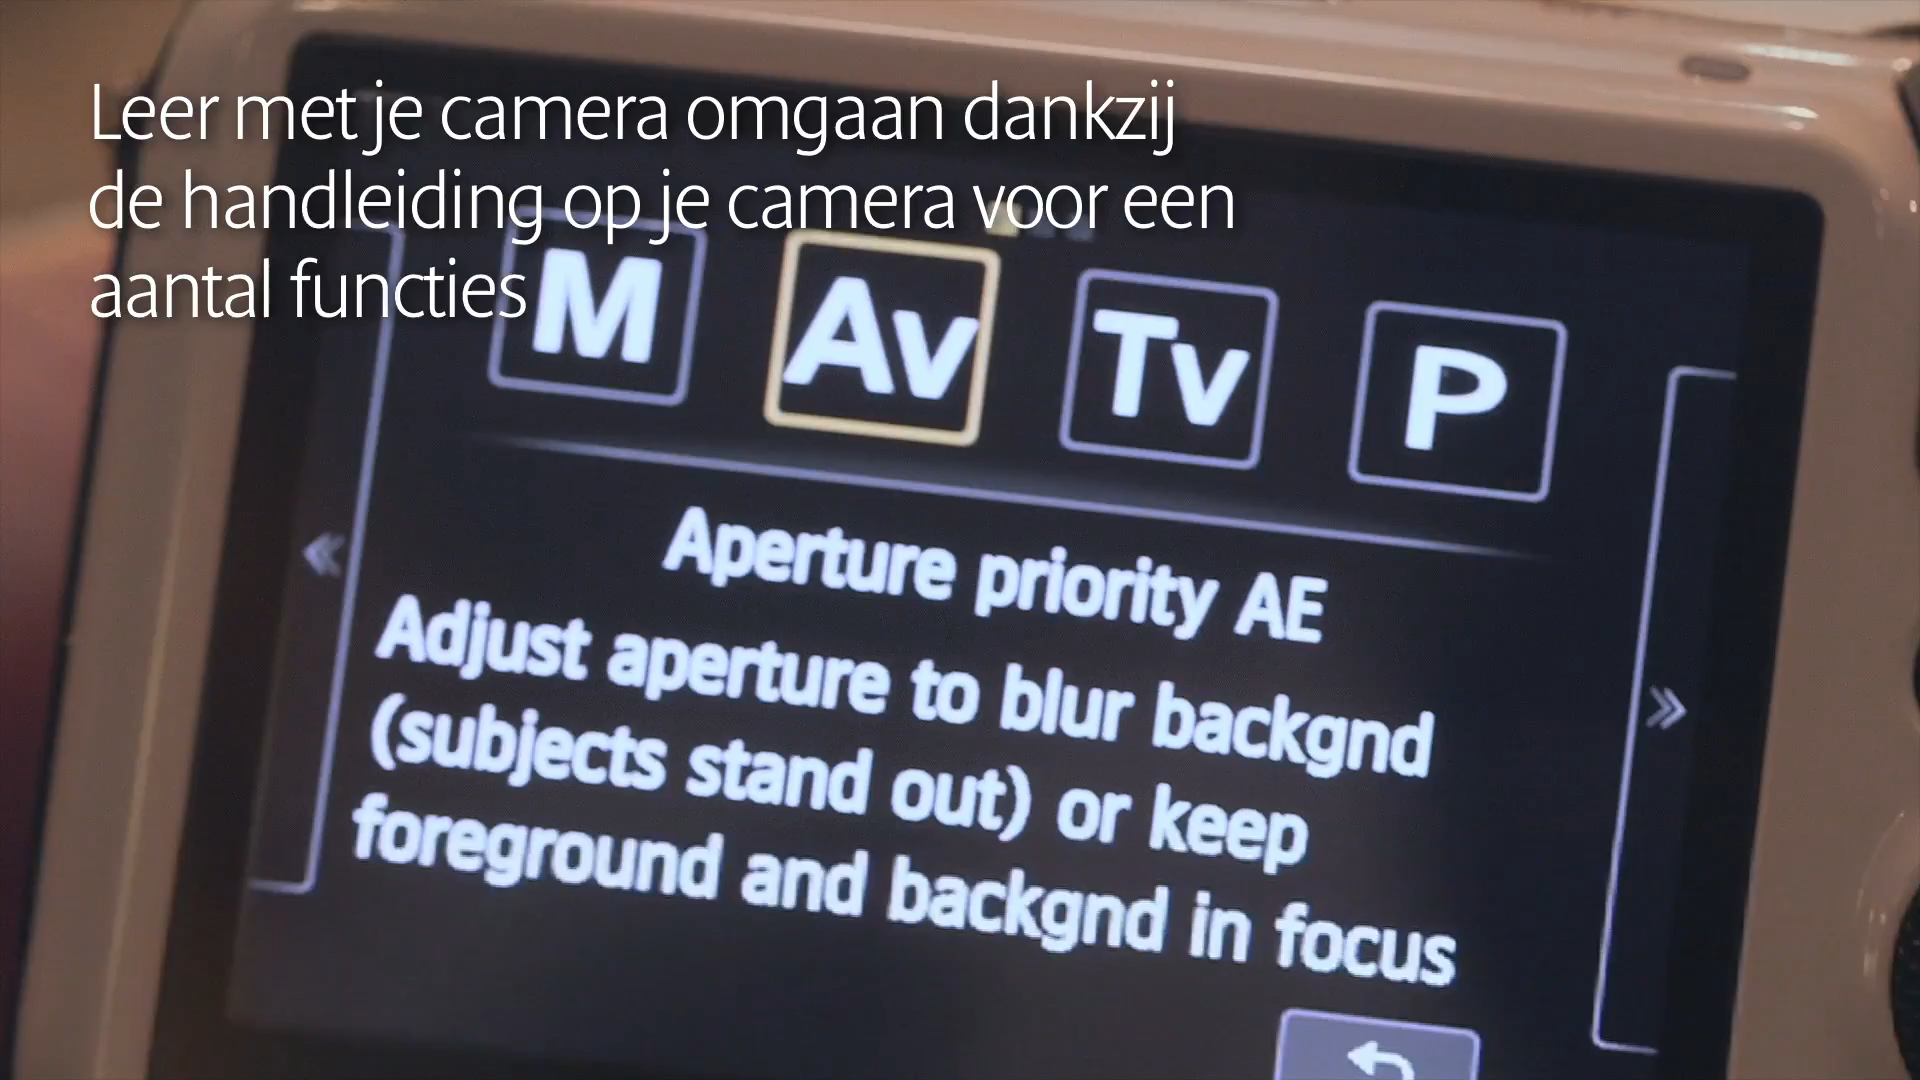 Leer met je camera omgaan dankzij
de handleiding op je camera voor een
aantal functies
M Av Tv P
Aperture priority AE
Adjust aperture to blur backgnd
(subjects stand out) or keep
foreground and backgnd in focus